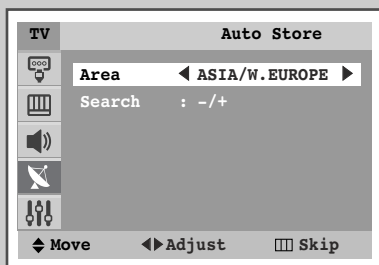 TV Auto Store
Area ASIA/W.EUROPE
Search : -/+
Move Adjust Skip